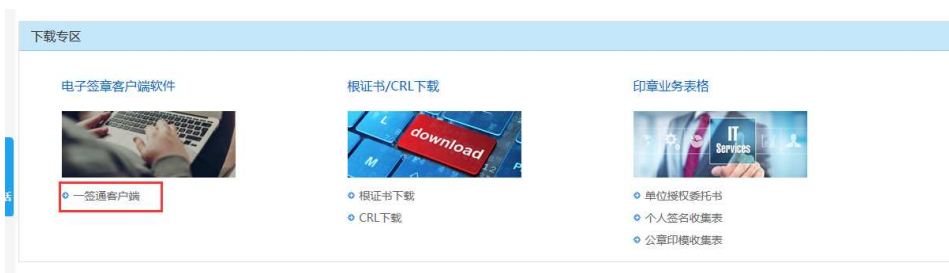 下载专区
电子签章客户端软件
根证书/CRL下载
印章业务表格
L
download
M
P
IT
Services
一签通客户端
根证书下载
CRL下载
单位授权委托书
个人签名收集表
公章印模收集表